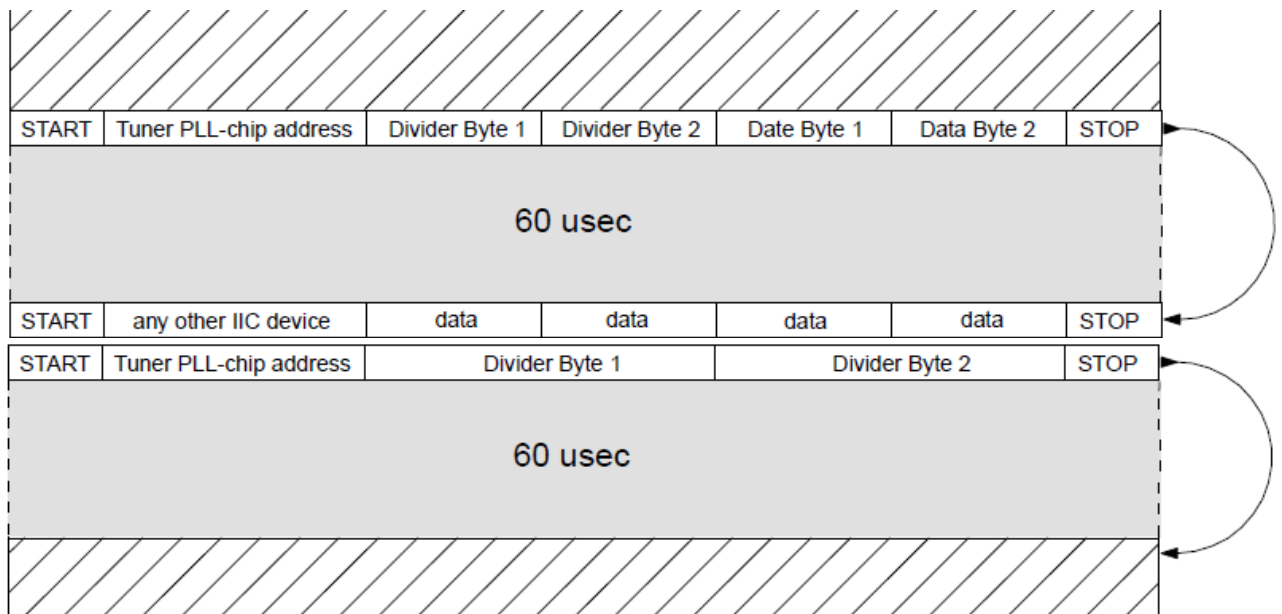 START Tuner PLL-chip address Divider Byte 1 Divider Byte 2 Date Byte 1 Data Byte 2 STOP
60 usec
START any other IIC device data data data data STOP
START Tuner PLL-chip address Divider Byte 1 Divider Byte 2 STOP
60 usec